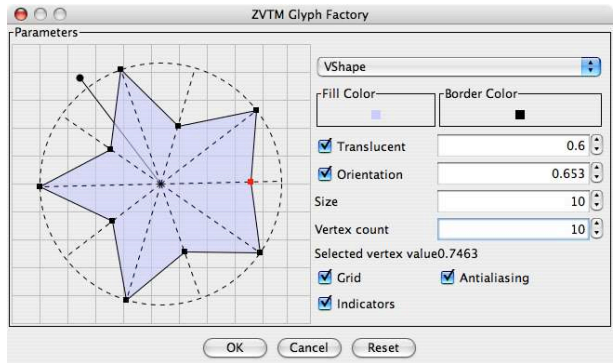 ZVTM Glyph Factory
Parameters
VShape
Fill Color Border Color
Translucent 0.6
Orientation 0.653
Size 10
Vertex count 10
Selected vertex value0.7463
Grid Antialiasing
Indicators
OK Cancel Reset